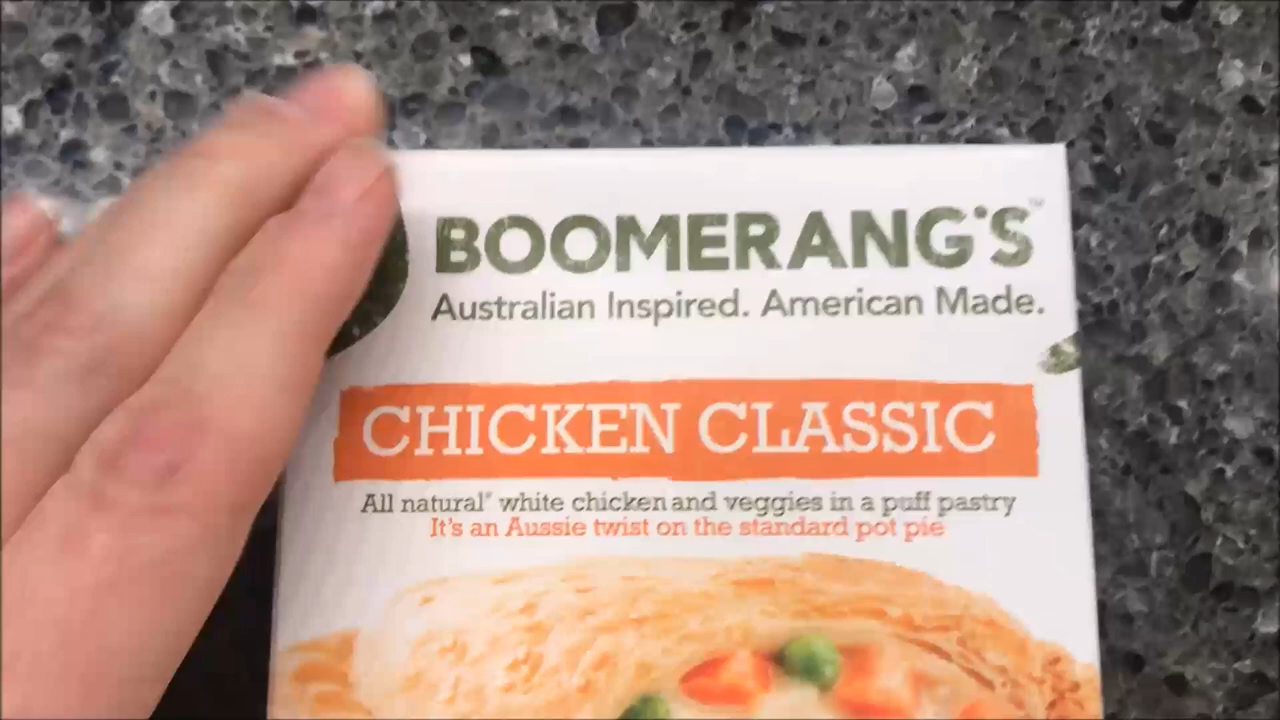 BOOMERANG'S™
Australian Inspired. American Made.
CHICKEN CLASSIC
All natural* white chicken and veggies in a puff pastry
It's an Aussie twist on the standard pot pie